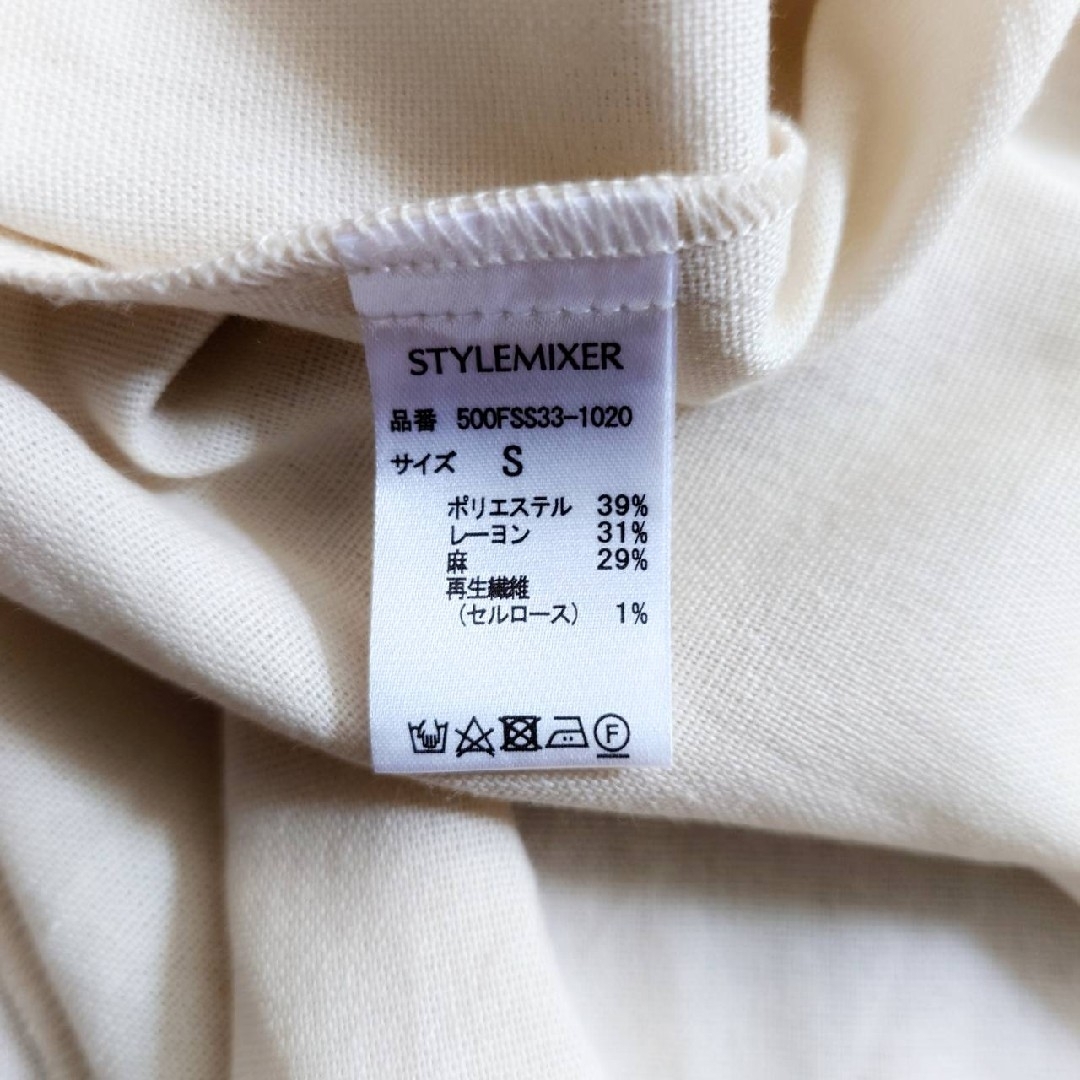 STYLEMIXER
品番 500FSS33-1020
サイズ S
ポリエステル 39%
レーヨン 31%
麻 29%
再生繊維
(セルロース) 1%
F